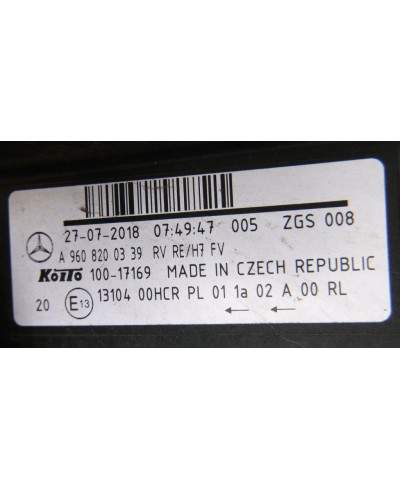 27-07-2018 07:49:47 005 ZGS 008
A 960 820 03 39 RV RE/H7 FV
100-17169 MADE IN CZECH REPUBLIC
20 E13 13104 00HCR PL 01 1a 02 A 00 RL